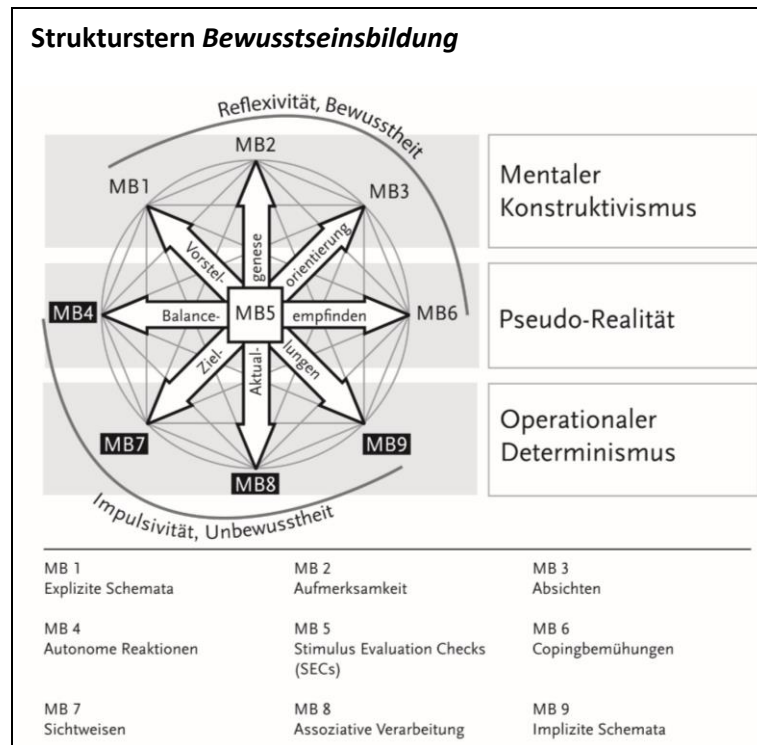 Strukturstern Bewusstseinsbildung
Reflexivität, Bewusstheit
MB2
MB1
MB3
Mentaler
Konstruktivismus
Vorstel-
genese
orientierung
MB4
Balance-
MB5
empfinden
MB6
Pseudo-Realität
Ziel-
Aktual-
lungen
MB7
MB8
MB9
Operationaler
Determinismus
Impulsivität, Unbewusstheit
MB 1
Explizite Schemata
MB 2
Aufmerksamkeit
MB 3
Absichten
MB 4
Autonome Reaktionen
MB 5
Stimulus Evaluation Checks
(SECs)
MB 6
Copingbemühungen
MB 7
Sichtweisen
MB 8
Assoziative Verarbeitung
MB 9
Implizite Schemata